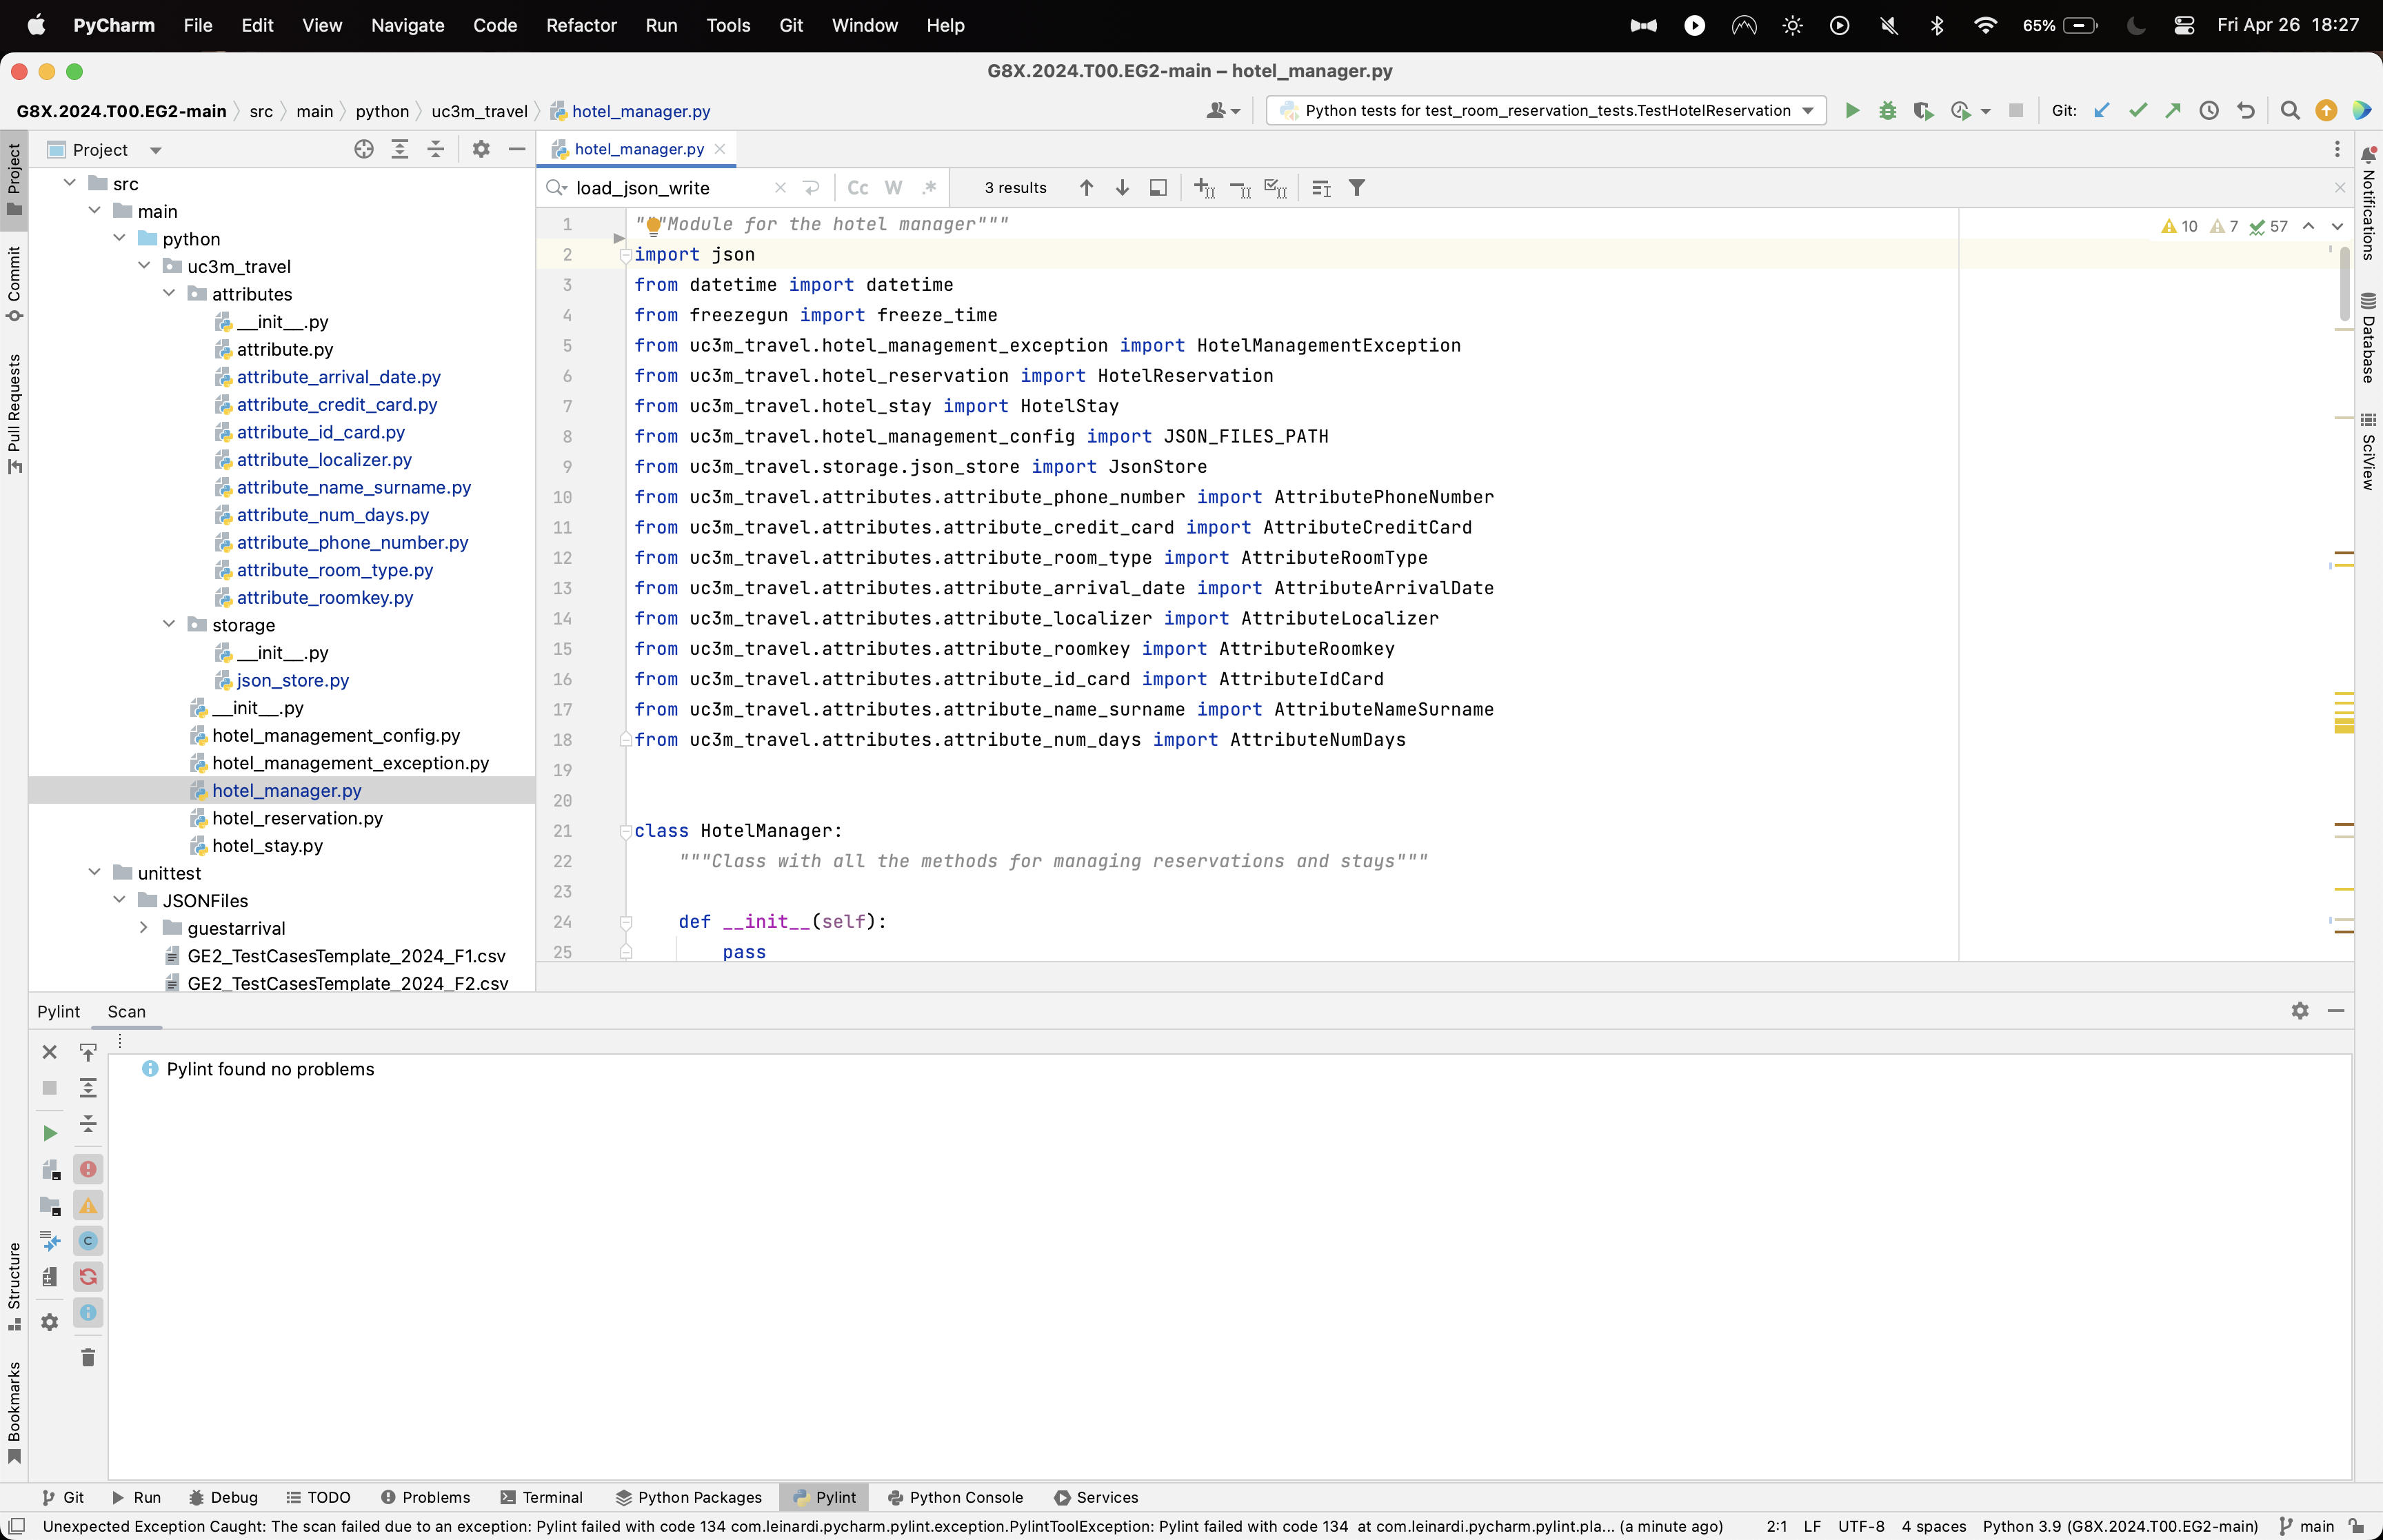 PyCharm File Edit View Navigate Code Refactor Run Tools Git Window Help 65% Fri Apr 26 18:27
G8X.2024.T00.EG2-main – hotel_manager.py
G8X.2024.T00.EG2-main src main python uc3m_travel hotel_manager.py Python tests for test_room_reservation_tests.TestHotelReservation Git:
Project
hotel_manager.py
load_json_write Cc W .* 3 results
10 7 57
Project
Commit
Pull Requests
Structure
Bookmarks
src
main
python
uc3m_travel
attributes
__init__.py
attribute.py
attribute_arrival_date.py
attribute_credit_card.py
attribute_id_card.py
attribute_localizer.py
attribute_name_surname.py
attribute_num_days.py
attribute_phone_number.py
attribute_room_type.py
attribute_roomkey.py
storage
__init__.py
json_store.py
__init__.py
hotel_management_config.py
hotel_management_exception.py
hotel_manager.py
hotel_reservation.py
hotel_stay.py
unittest
JSONFiles
guestarrival
GE2_TestCasesTemplate_2024_F1.csv
GE2_TestCasesTemplate_2024_F2.csv
1 """Module for the hotel manager"""
2 import json
3 from datetime import datetime
4 from freezegun import freeze_time
5 from uc3m_travel.hotel_management_exception import HotelManagementException
6 from uc3m_travel.hotel_reservation import HotelReservation
7 from uc3m_travel.hotel_stay import HotelStay
8 from uc3m_travel.hotel_management_config import JSON_FILES_PATH
9 from uc3m_travel.storage.json_store import JsonStore
10 from uc3m_travel.attributes.attribute_phone_number import AttributePhoneNumber
11 from uc3m_travel.attributes.attribute_credit_card import AttributeCreditCard
12 from uc3m_travel.attributes.attribute_room_type import AttributeRoomType
13 from uc3m_travel.attributes.attribute_arrival_date import AttributeArrivalDate
14 from uc3m_travel.attributes.attribute_localizer import AttributeLocalizer
15 from uc3m_travel.attributes.attribute_roomkey import AttributeRoomkey
16 from uc3m_travel.attributes.attribute_id_card import AttributeIdCard
17 from uc3m_travel.attributes.attribute_name_surname import AttributeNameSurname
18 from uc3m_travel.attributes.attribute_num_days import AttributeNumDays
19
20
21 class HotelManager:
22 """Class with all the methods for managing reservations and stays"""
23
24 def __init__(self):
25 pass
Notifications
Database
SciView
Pylint Scan
Pylint found no problems
Git Run Debug TODO Problems Terminal Python Packages Pylint Python Console Services
Unexpected Exception Caught: The scan failed due to an exception: Pylint failed with code 134 com.leinardi.pycharm.pylint.exception.PylintToolException: Pylint failed with code 134 at com.leinardi.pycharm.pylint.pla... (a minute ago) 2:1 LF UTF-8 4 spaces Python 3.9 (G8X.2024.T00.EG2-main) main